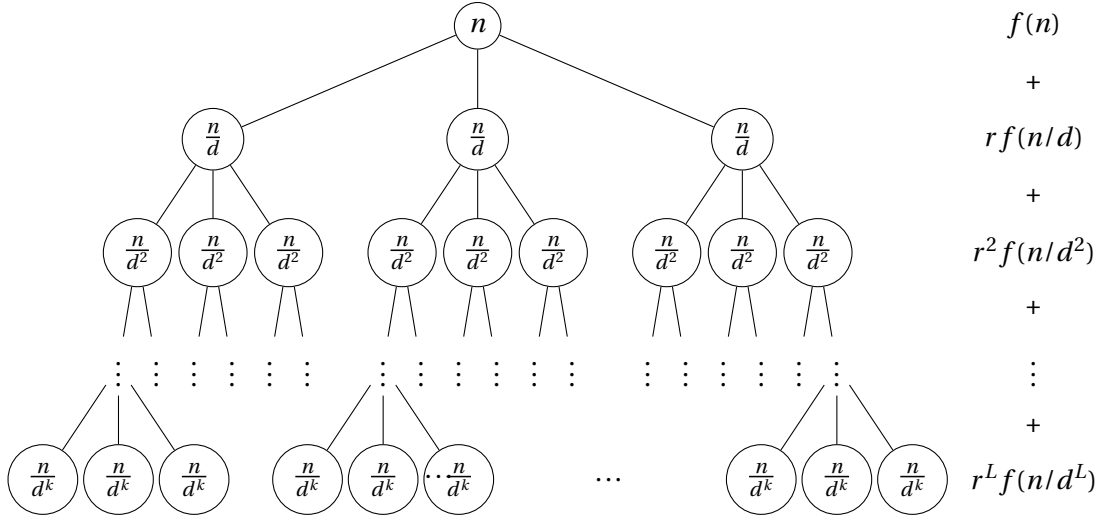 n f(n)
+
n/d n/d n/d r f(n/d)
+
n/d² n/d² n/d² n/d² n/d² n/d² n/d² n/d² n/d² r² f(n/d²)
+
⋮ ⋮ ⋮ ⋮ ⋮ ⋮ ⋮ ⋮ ⋮ ⋮ ⋮ ⋮ ⋮ ⋮ ⋮ ⋮ ⋮ ⋮ ⋮
+
n/dᵏ n/dᵏ n/dᵏ n/dᵏ n/dᵏ ⋯ n/dᵏ ⋯ n/dᵏ n/dᵏ n/dᵏ r^L f(n/d^L)